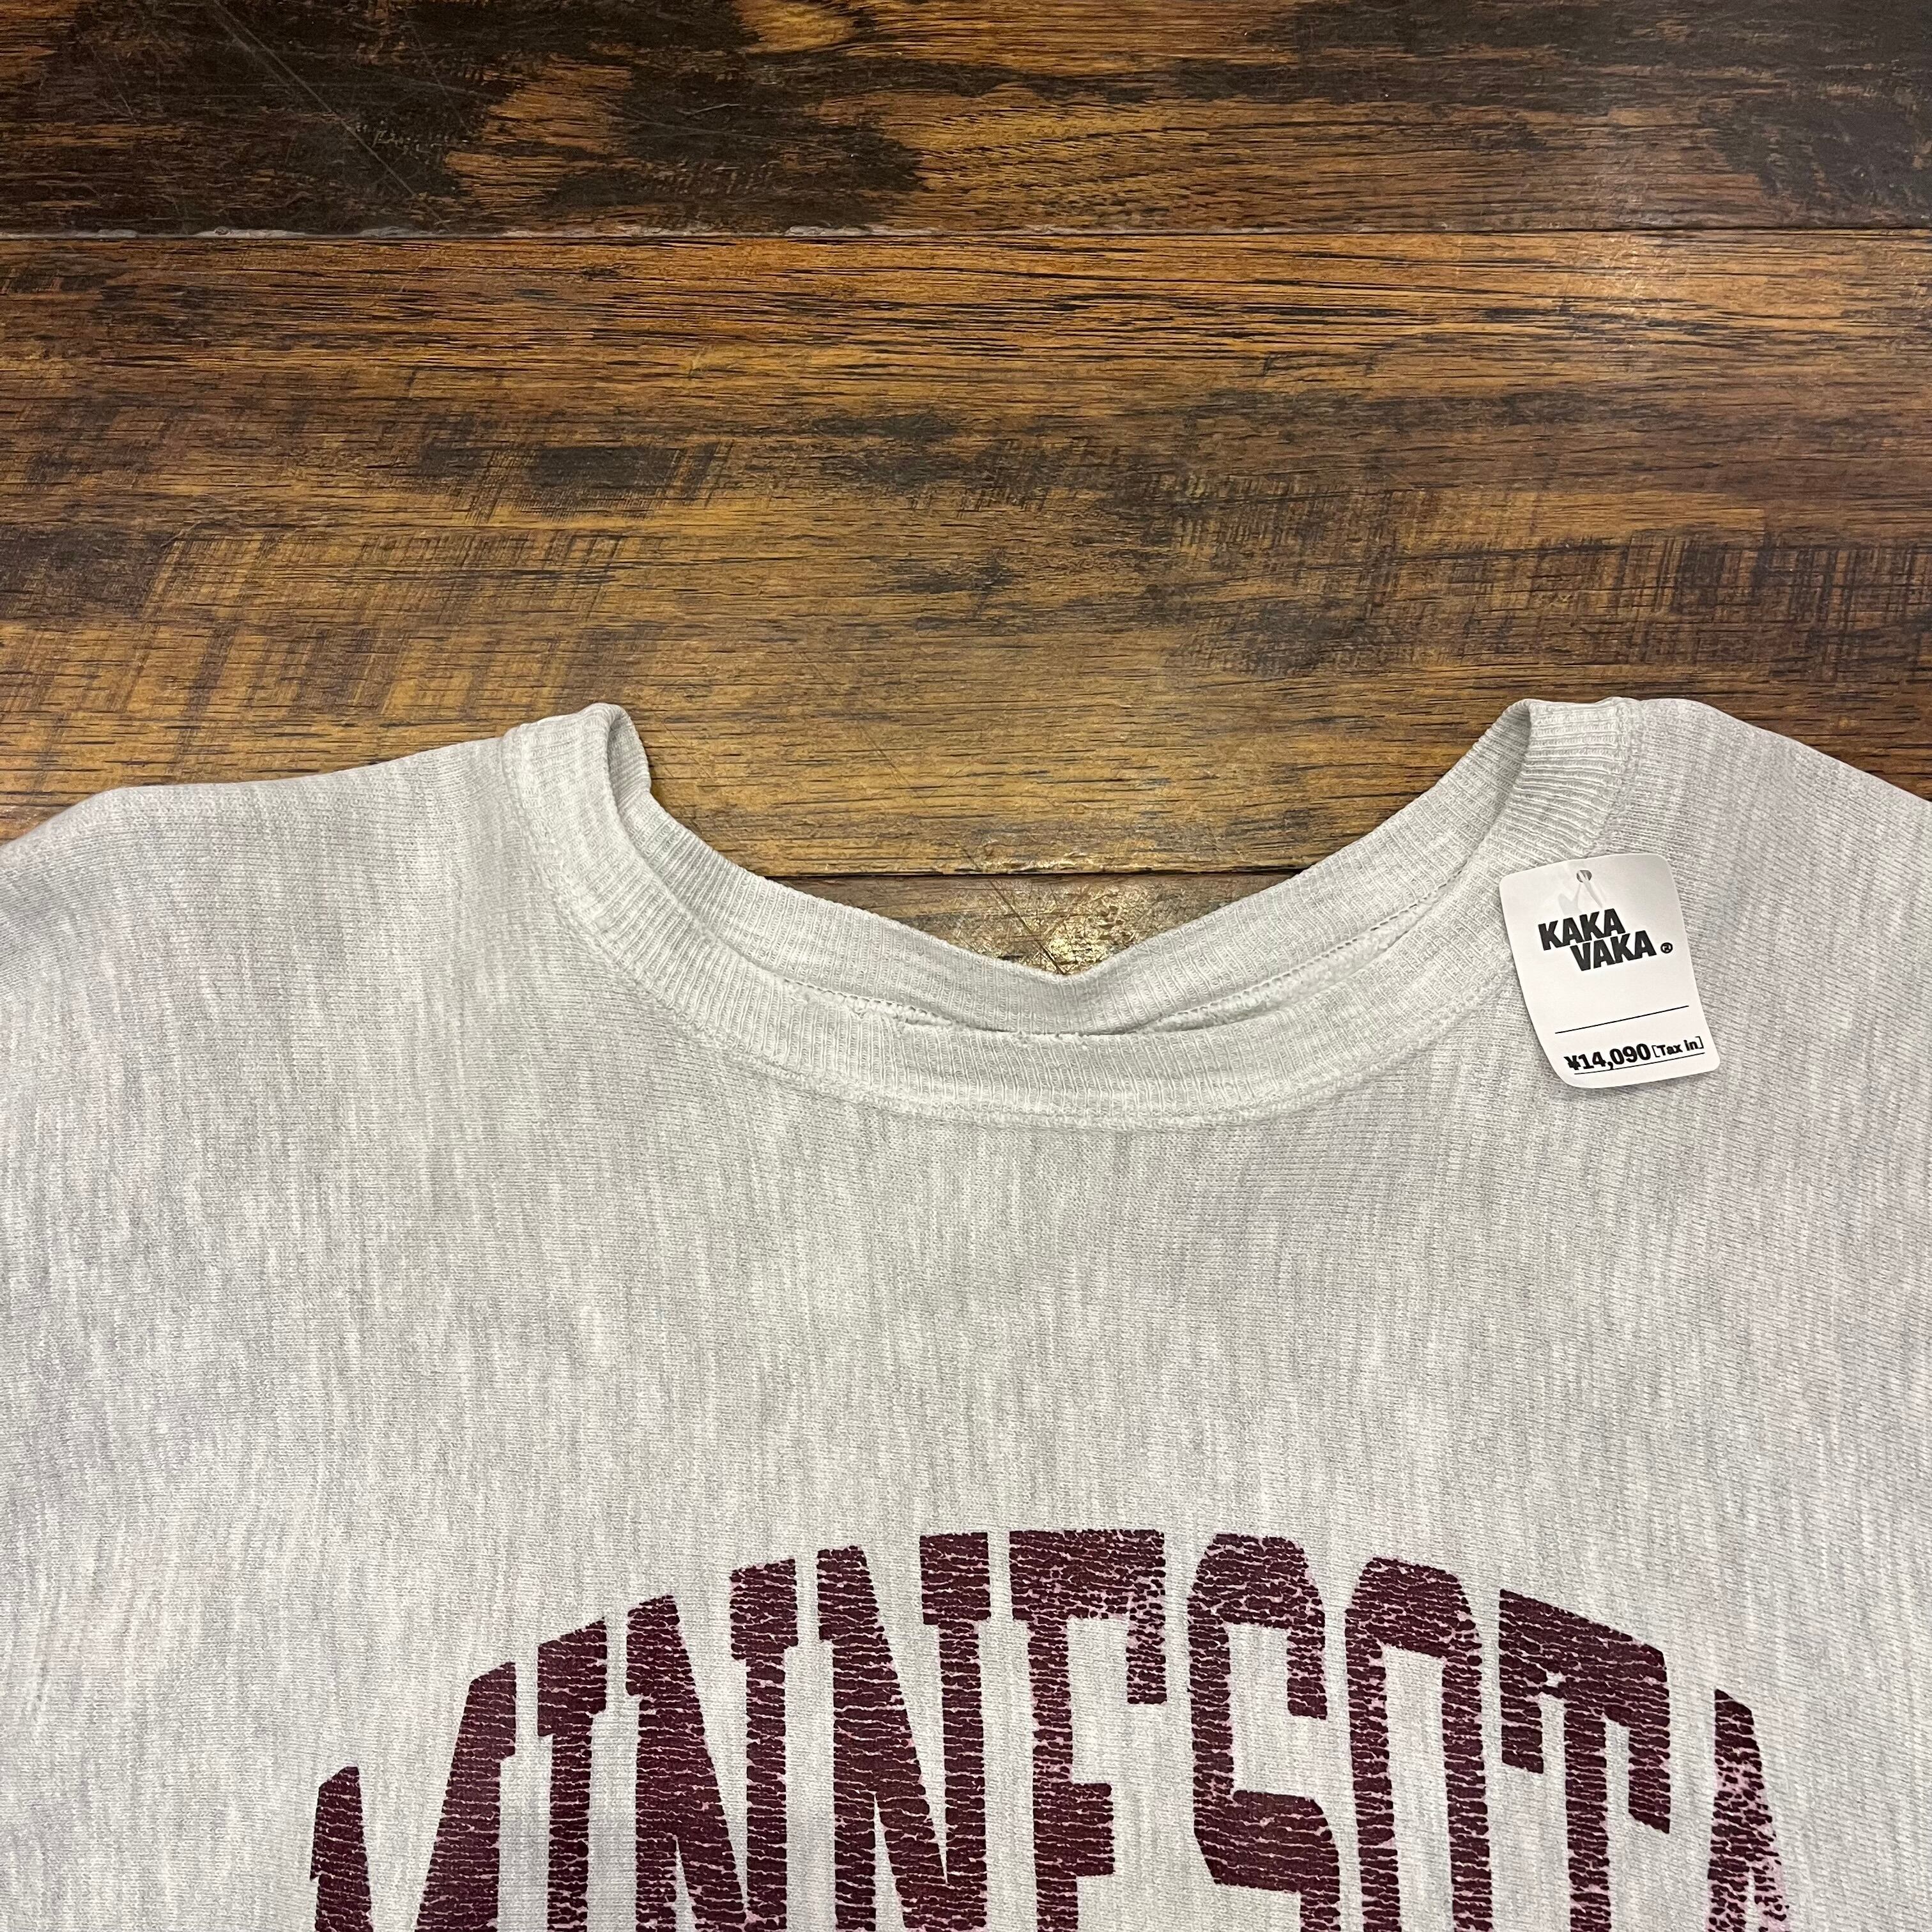 KAKA
VAKA®
¥14,090[Tax in]
MINNESOTA